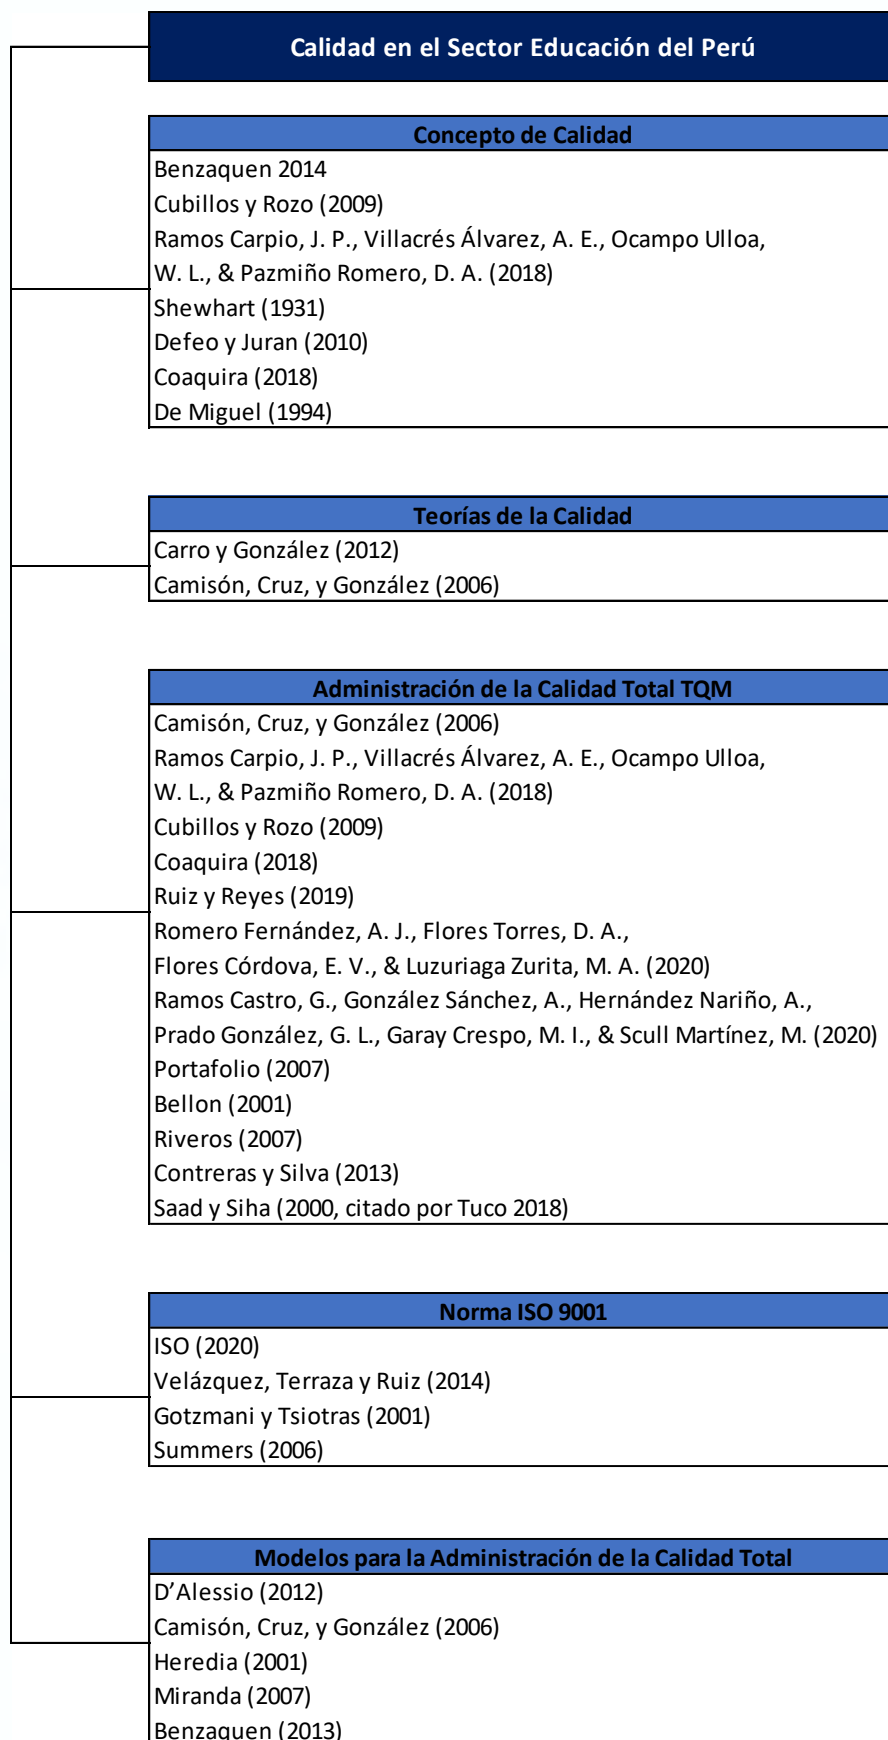 Calidad en el Sector Educación del Perú
Concepto de Calidad
Benzaquen 2014
Cubillos y Rozo (2009)
Ramos Carpio, J. P., Villacrés Álvarez, A. E., Ocampo Ulloa,
W. L., & Pazmiño Romero, D. A. (2018)
Shewhart (1931)
Defeo y Juran (2010)
Coaquira (2018)
De Miguel (1994)
Teorías de la Calidad
Carro y González (2012)
Camisón, Cruz, y González (2006)
Administración de la Calidad Total TQM
Camisón, Cruz, y González (2006)
Ramos Carpio, J. P., Villacrés Álvarez, A. E., Ocampo Ulloa,
W. L., & Pazmiño Romero, D. A. (2018)
Cubillos y Rozo (2009)
Coaquira (2018)
Ruiz y Reyes (2019)
Romero Fernández, A. J., Flores Torres, D. A.,
Flores Córdova, E. V., & Luzuriaga Zurita, M. A. (2020)
Ramos Castro, G., González Sánchez, A., Hernández Nariño, A.,
Prado González, G. L., Garay Crespo, M. I., & Scull Martínez, M. (2020)
Portafolio (2007)
Bellon (2001)
Riveros (2007)
Contreras y Silva (2013)
Saad y Siha (2000, citado por Tuco 2018)
Norma ISO 9001
ISO (2020)
Velázquez, Terraza y Ruiz (2014)
Gotzmani y Tsiotras (2001)
Summers (2006)
Modelos para la Administración de la Calidad Total
D’Alessio (2012)
Camisón, Cruz, y González (2006)
Heredia (2001)
Miranda (2007)
Benzaquen (2013)